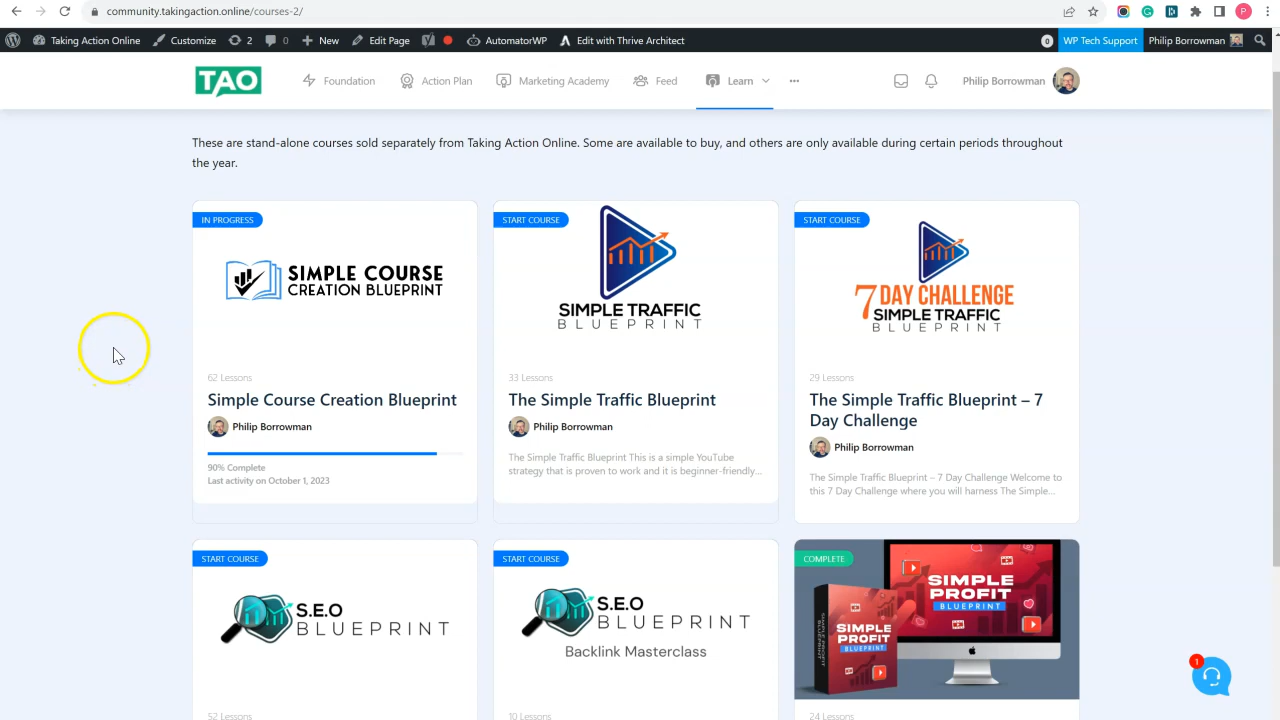 community.takingaction.online/courses-2/
P
Taking Action Online Customize 2 0 New Edit Page AutomatorWP Edit with Thrive Architect 0 WP Tech Support Philip Borrowman
TAO Foundation Action Plan Marketing Academy Feed Learn Philip Borrowman
These are stand-alone courses sold separately from Taking Action Online. Some are available to buy, and others are only available during certain periods throughout
the year.
IN PROGRESS
SIMPLE COURSE
CREATION BLUEPRINT
62 Lessons
Simple Course Creation Blueprint
Philip Borrowman
90% Complete
Last activity on October 1, 2023
START COURSE
SIMPLE TRAFFIC
BLUEPRINT
33 Lessons
The Simple Traffic Blueprint
Philip Borrowman
The Simple Traffic Blueprint This is a simple YouTube
strategy that is proven to work and it is beginner-friendly...
START COURSE
7 DAY CHALLENGE
SIMPLE TRAFFIC
BLUEPRINT
29 Lessons
The Simple Traffic Blueprint – 7
Day Challenge
Philip Borrowman
The Simple Traffic Blueprint – 7 Day Challenge Welcome to
this 7 Day Challenge where you will harness The Simple...
START COURSE
S.E.O
BLUEPRINT
52 Lessons
START COURSE
S.E.O
BLUEPRINT
Backlink Masterclass
10 Lessons
COMPLETE
SIMPLE
PROFIT
BLUEPRINT
SIMPLE
PROFIT
BLUEPRINT
24 Lessons
1